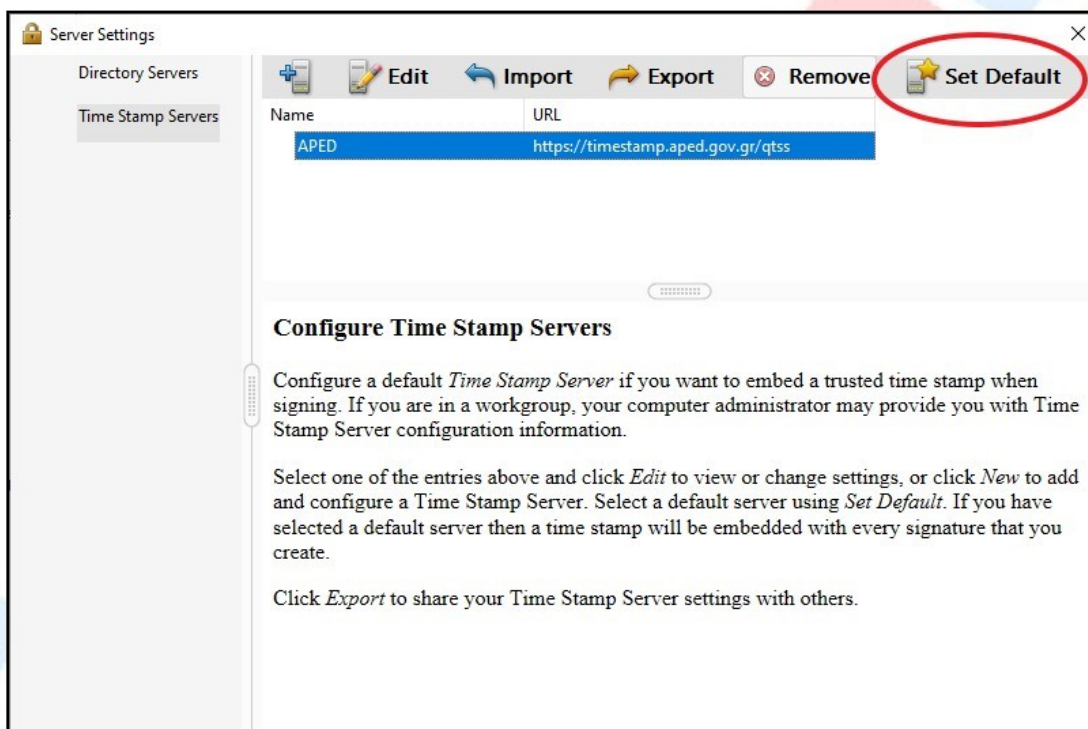 Server Settings
Directory Servers
Time Stamp Servers
Edit Import Export Remove Set Default
Name URL
APED https://timestamp.aped.gov.gr/qtss
Configure Time Stamp Servers
Configure a default Time Stamp Server if you want to embed a trusted time stamp when
signing. If you are in a workgroup, your computer administrator may provide you with Time
Stamp Server configuration information.
Select one of the entries above and click Edit to view or change settings, or click New to add
and configure a Time Stamp Server. Select a default server using Set Default. If you have
selected a default server then a time stamp will be embedded with every signature that you
create.
Click Export to share your Time Stamp Server settings with others.